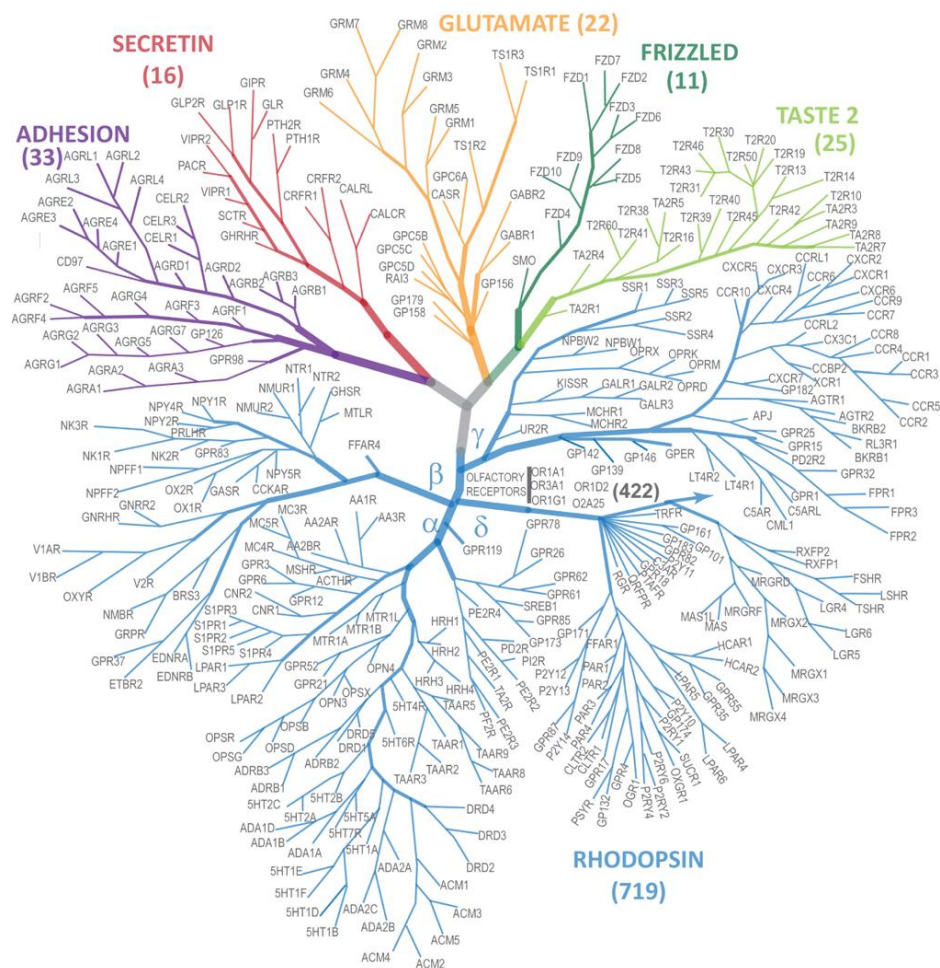 GLUTAMATE (22)
SECRETIN
(16)
FRIZZLED
(11)
TASTE 2
(25)
ADHESION
(33)
GRM7
GRM8
GRM2
GRM4
GRM3
GRM6
GRM5
GRM1
TS1R3
TS1R1
TS1R2
GPC6A
CASR
GABR2
GPC5B
GPC5C
GABR1
GPC5D
RAI3
GP156
GP179
GP158
GIPR
GLP2R
GLP1R
GLR
PTH2R
VIPR2
PTH1R
PACR
CRFR2
VIPR1
CRFR1
CALRL
SCTR
CALCR
GHRHR
FZD7
FZD1
FZD2
FZD3
FZD6
FZD9
FZD8
FZD10
FZD5
FZD4
SMO
T2R30
T2R20
T2R46
T2R50
T2R19
T2R43
T2R13
T2R31
T2R14
TA2R5
T2R40
T2R10
T2R38
T2R39
T2R45
T2R42
TA2R3
T2R60
T2R41
T2R16
TA2R9
TA2R8
TA2R4
TA2R7
TA2R1
AGRL1
AGRL2
AGRL3
AGRL4
AGRE2
CELR2
AGRE3
AGRE4
CELR3
AGRE1
CELR1
CD97
AGRD1
AGRD2
AGRB3
AGRB2
AGRB1
AGRF5
AGRF2
AGRG4
AGRF3
AGRF1
AGRF4
AGRG3
AGRG7
GP126
AGRG2
AGRG5
GPR98
AGRG1
AGRA2
AGRA3
AGRA1
SSR1
SSR3
SSR5
SSR2
SSR4
CXCR5
CXCR3
CCRL1
CXCR2
CCR10
CXCR4
CCR6
CXCR1
CXCR6
CCR9
CCR7
CCRL2
CCR8
CX3C1
CCR4
CCR1
CCBP2
CCR3
CXCR7
XCR1
GP182
AGTR1
CCR5
AGTR2
CCR2
BKRB2
RL3R1
BKRB1
APJ
GPR25
GPR15
PD2R2
GPR32
NPBW2
NPBW1
OPRX
OPRK
OPRM
KISSR
GALR1
GALR2
OPRD
GALR3
MCHR1
MCHR2
UR2R
GP142
GP139
GP146
GPER
LT4R2
LT4R1
GPR1
FPR1
C5AR
C5ARL
FPR3
CML1
FPR2
γ
β
α
δ
OLFACTORY
RECEPTORS
OR1A1
OR3A1
OR1G1
OR1D2
O2A25
(422)
NTR1
NTR2
NMUR1
GHSR
NPY1R
NMUR2
MTLR
NPY4R
NPY2R
NK3R
PRLHR
FFAR4
NK1R
NK2R
GPR83
NPFF1
NPY5R
OX2R
GASR
CCKAR
NPFF2
OX1R
GNRHR
GNRR2
MC3R
AA1R
MC5R
AA2AR
AA3R
V1AR
MC4R
AA2BR
V1BR
GPR3
MSHR
OXYR
V2R
GPR6
ACTHR
NMBR
BRS3
CNR2
GPR12
CNR1
GRPR
S1PR3
S1PR1
S1PR2
S1PR5
S1PR4
GPR37
EDNRA
EDNRB
ETBR2
LPAR1
LPAR3
LPAR2
MTR1L
MTR1B
MTR1A
GPR52
OPN4
GPR21
OPSX
OPN3
OPSR
OPSB
OPSG
OPSD
DRD5
DRD1
ADRB3
ADRB2
ADRB1
5HT2C
5HT2B
5HT2A
5HT5A
ADA1D
5HT7R
ADA1B
5HT1A
ADA1A
5HT1E
ADA2A
5HT1F
ADA2C
5HT1D
ADA2B
5HT1B
ACM1
ACM3
ACM5
ACM4
ACM2
DRD4
DRD3
DRD2
HRH1
HRH2
HRH3
HRH4
5HT4R
TAAR5
5HT6R
TAAR1
TAAR9
TAAR3
TAAR2
TAAR8
TAAR6
GPR119
GPR78
GPR26
GPR62
GPR61
SREB1
GPR85
GP173
PE2R4
PD2R
PI2R
PE2R1
TA2R
PE2R2
PF2R
PE2R3
TRFR
GP161
GP101
GP183
GPR82
P2Y11
GPR18
PTAFR
QRFPR
RGR
RXFP2
RXFP1
FSHR
LSHR
TSHR
LGR4
LGR6
LGR5
MRGRD
MRGRF
MRGX2
MAS1L
MAS
MRGX1
MRGX3
MRGX4
GP171
FFAR1
P2Y12
P2Y13
PAR1
PAR2
PAR3
PAR4
GPR87
P2Y14
CLTR2
CLTR1
GPR17
PSYR
GP132
GPR4
OGR1
P2RY4
P2RY6
P2RY2
OXGR1
SUCR1
P2RY1
GP174
P2Y10
LPAR5
LPAR6
LPAR4
GPR35
GPR55
HCAR1
HCAR2
RHODOPSIN
(719)